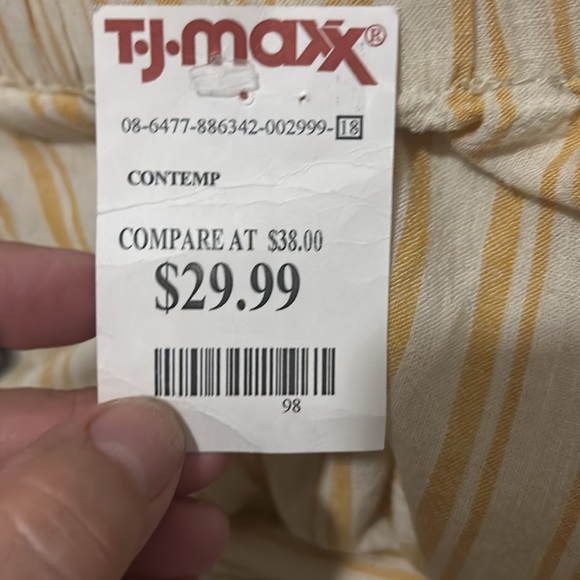 T·J·maxx®
08-6477-886342-002999-18
CONTEMP
COMPARE AT $38.00
$29.99
98